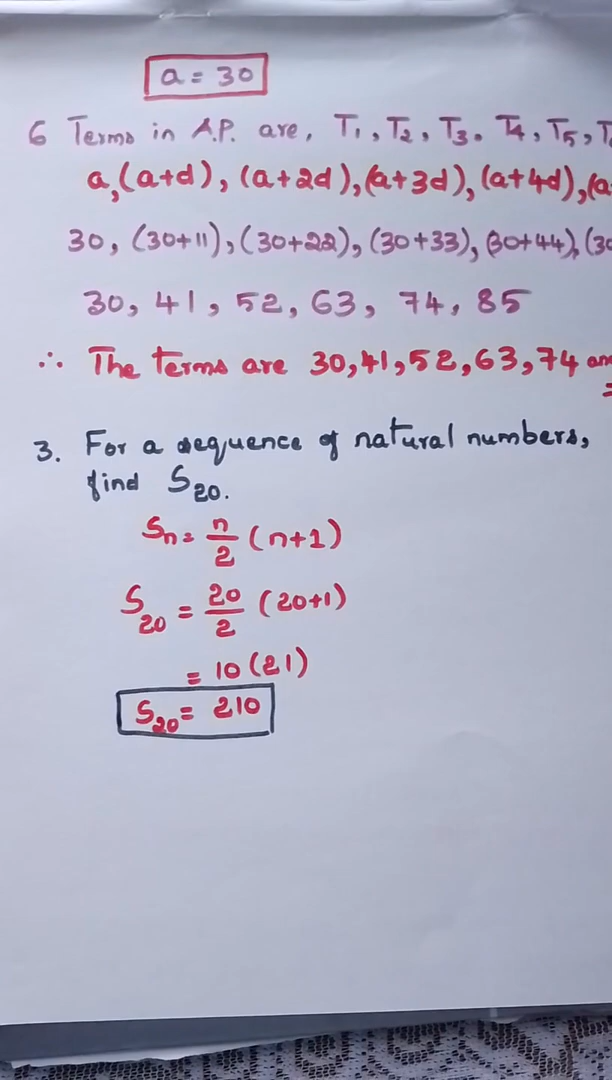 a = 30
6 Terms in A.P. are, T1, T2, T3. T4, T5,
a, (a+d), (a+2d), (a+3d), (a+4d), (a
30, (30+11), (30+22), (30+33), (30+44), (30
30, 41, 52, 63, 74, 85
∴ The terms are 30, 41, 52, 63, 74
3. For a sequence of natural numbers,
find S20.
Sn = n/2 (n+1)
S20 = 20/2 (20+1)
= 10 (21)
S20 = 210